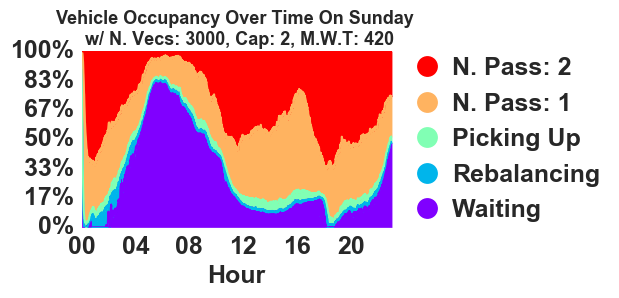 Vehicle Occupancy Over Time On Sunday
w/ N. Vecs: 3000, Cap: 2, M.W.T: 420
100%
83%
67%
50%
33%
17%
0%
00 04 08 12 16 20
Hour
N. Pass: 2
N. Pass: 1
Picking Up
Rebalancing
Waiting